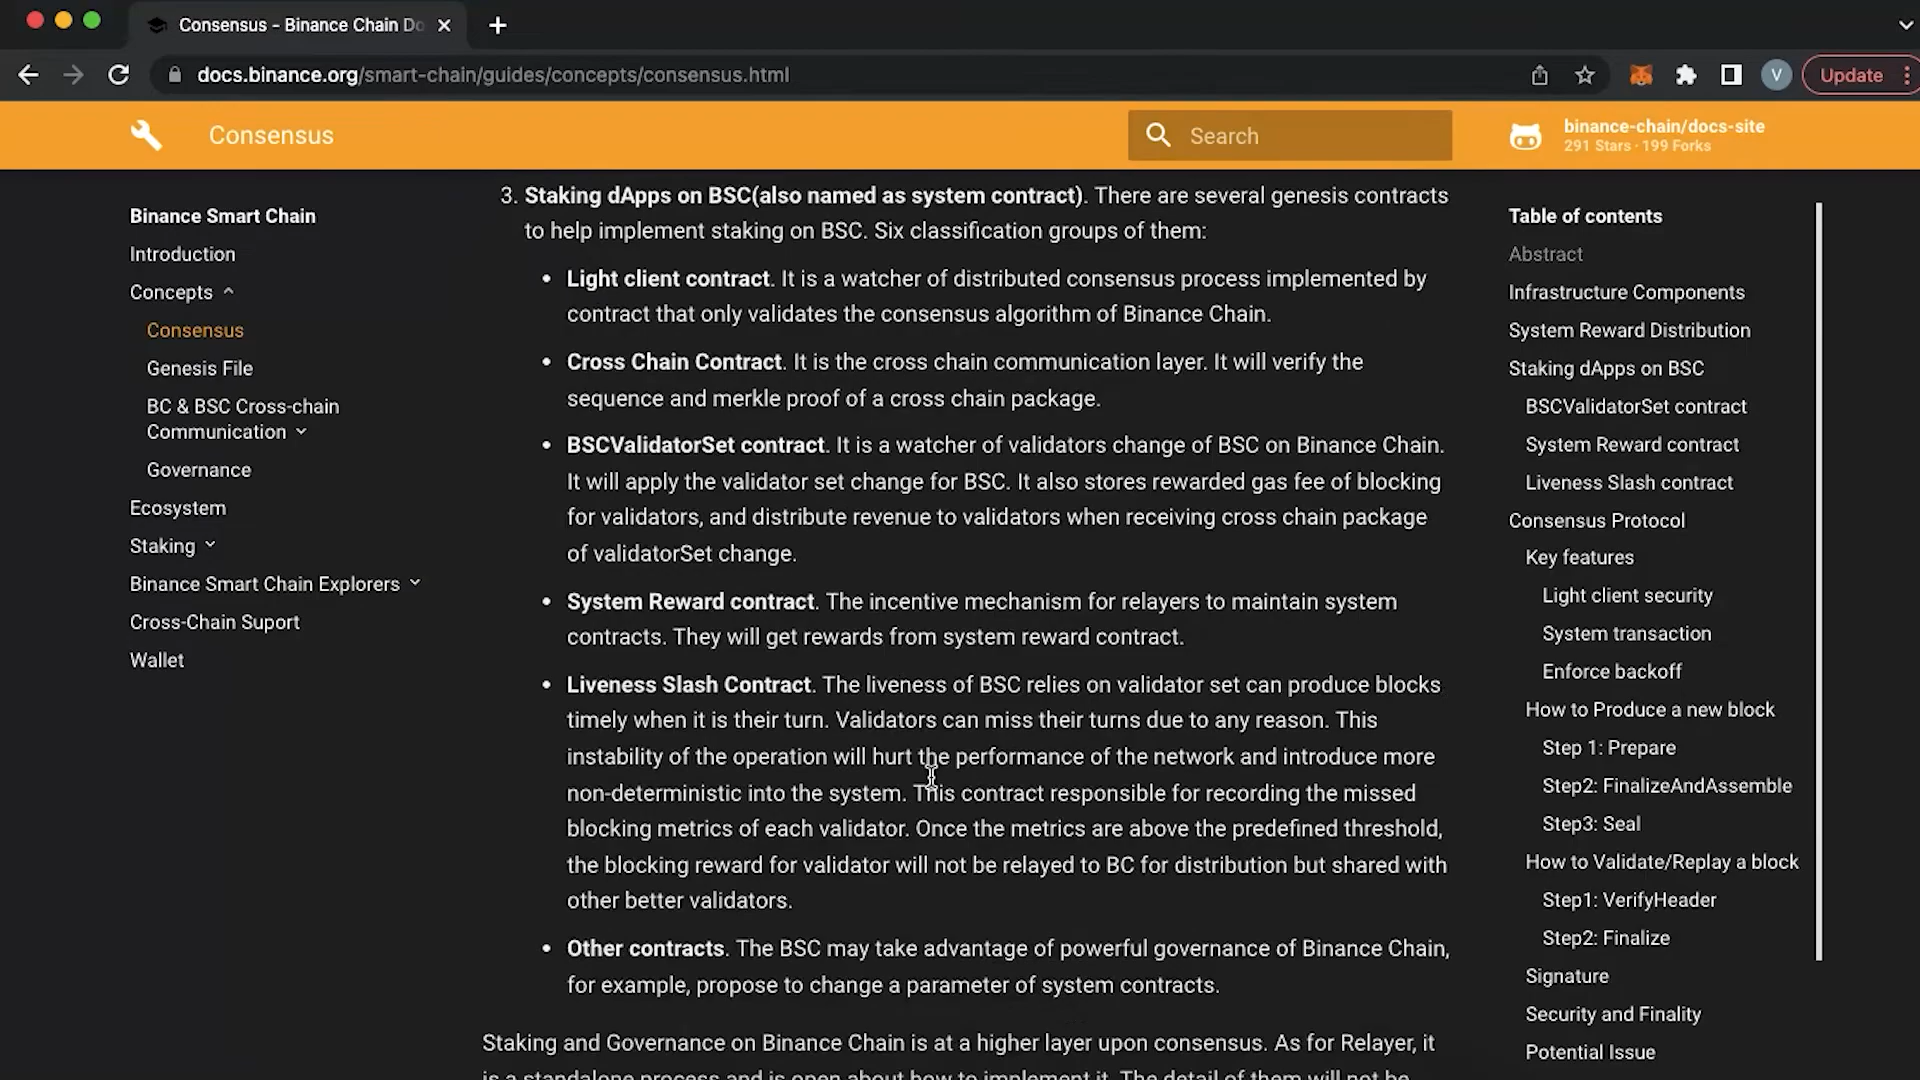 Consensus - Binance Chain Do
docs.binance.org/smart-chain/guides/concepts/consensus.html
V
Update
Consensus
Search
binance-chain/docs-site
291 Stars · 199 Forks
Binance Smart Chain
Introduction
Concepts
Consensus
Genesis File
BC & BSC Cross-chain
Communication
Governance
Ecosystem
Staking
Binance Smart Chain Explorers
Cross-Chain Suport
Wallet
3. Staking dApps on BSC(also named as system contract). There are several genesis contracts
to help implement staking on BSC. Six classification groups of them:
• Light client contract. It is a watcher of distributed consensus process implemented by
contract that only validates the consensus algorithm of Binance Chain.
• Cross Chain Contract. It is the cross chain communication layer. It will verify the
sequence and merkle proof of a cross chain package.
• BSCValidatorSet contract. It is a watcher of validators change of BSC on Binance Chain.
It will apply the validator set change for BSC. It also stores rewarded gas fee of blocking
for validators, and distribute revenue to validators when receiving cross chain package
of validatorSet change.
• System Reward contract. The incentive mechanism for relayers to maintain system
contracts. They will get rewards from system reward contract.
• Liveness Slash Contract. The liveness of BSC relies on validator set can produce blocks
timely when it is their turn. Validators can miss their turns due to any reason. This
instability of the operation will hurt the performance of the network and introduce more
non-deterministic into the system. This contract responsible for recording the missed
blocking metrics of each validator. Once the metrics are above the predefined threshold,
the blocking reward for validator will not be relayed to BC for distribution but shared with
other better validators.
• Other contracts. The BSC may take advantage of powerful governance of Binance Chain,
for example, propose to change a parameter of system contracts.
Staking and Governance on Binance Chain is at a higher layer upon consensus. As for Relayer, it
is a standalone process and is open about how to implement it. The detail of them will not be
Table of contents
Abstract
Infrastructure Components
System Reward Distribution
Staking dApps on BSC
BSCValidatorSet contract
System Reward contract
Liveness Slash contract
Consensus Protocol
Key features
Light client security
System transaction
Enforce backoff
How to Produce a new block
Step 1: Prepare
Step2: FinalizeAndAssemble
Step3: Seal
How to Validate/Replay a block
Step1: VerifyHeader
Step2: Finalize
Signature
Security and Finality
Potential Issue